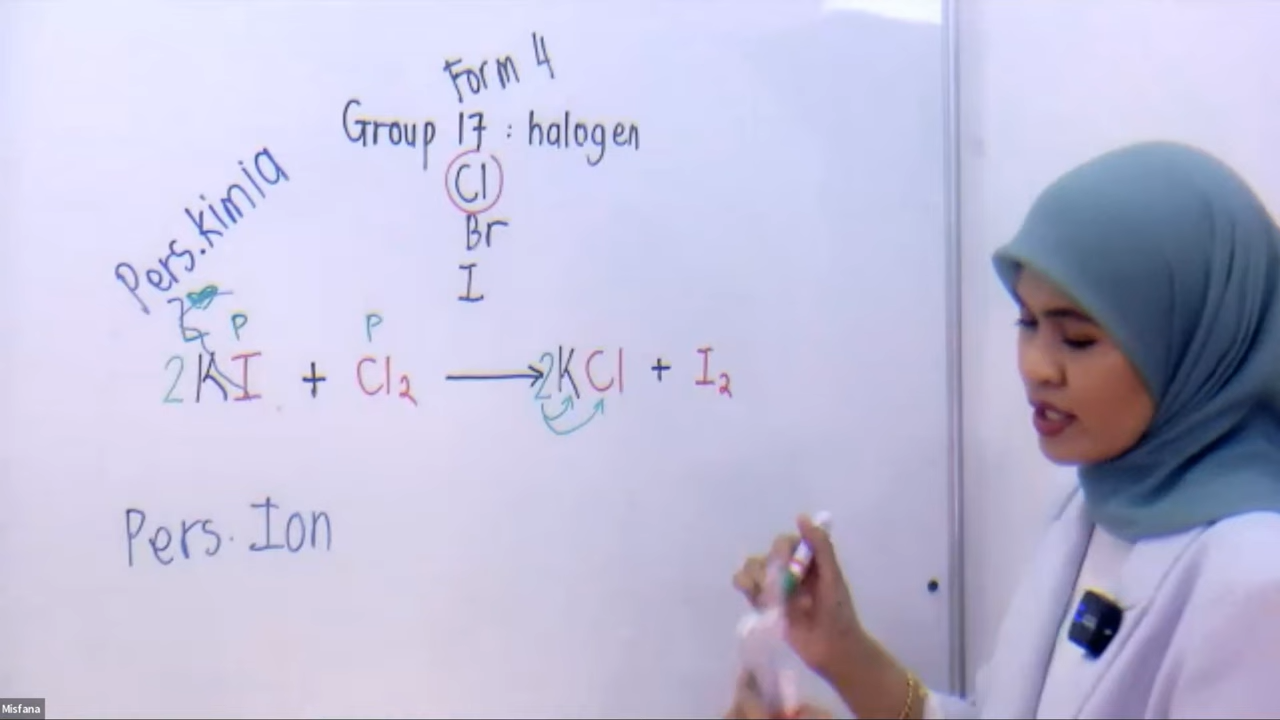 Form 4
Group 17 : halogen
Cl
Br
I
Pers. kimia
P P
2KI + Cl₂ → 2KCl + I₂
Pers. Ion
Misfana